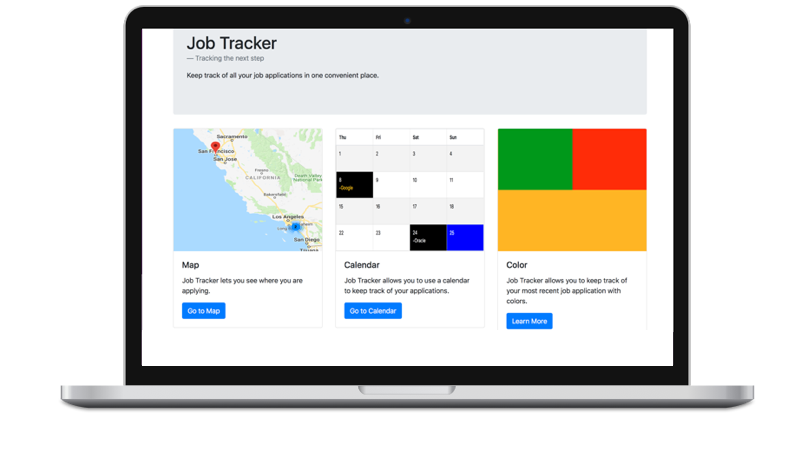 Job Tracker
— Tracking the next step
Keep track of all your job applications in one convenient place.
Sacramento
San Francisco
San Jose
Fresno
CALIFORNIA
Death Valley
National Park
Bakersfield
Los Angeles
San Diego
Tijuana
Thu Fri Sat Sun
1 2 3 4
8 9 10 11
-Google
15 16 17 18
22 23 24 25
-Oracle
Map
Job Tracker lets you see where you are
applying.
Go to Map
Calendar
Job Tracker allows you to use a calendar
to keep track of your applications.
Go to Calendar
Color
Job Tracker allows you to keep track of
your most recent job application with
colors.
Learn More